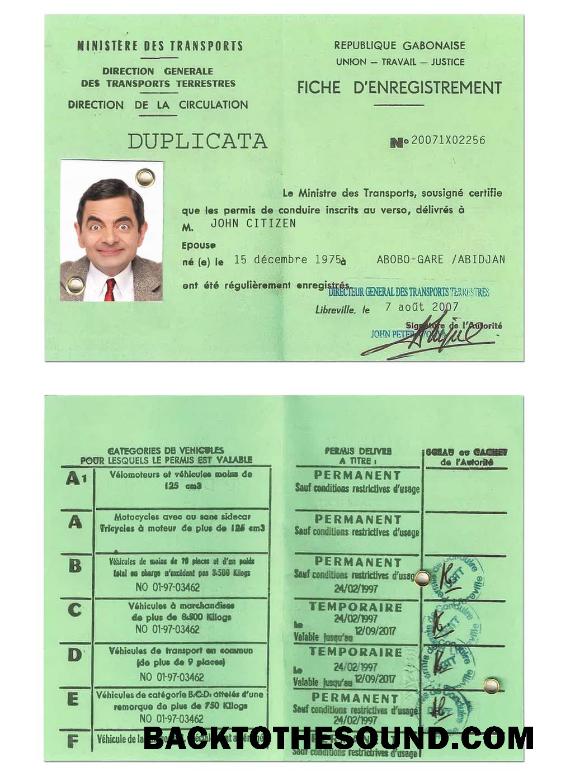 MINISTÈRE DES TRANSPORTS
DIRECTION GENERALE
DES TRANSPORTS TERRESTRES
DIRECTION DE LA CIRCULATION
REPUBLIQUE GABONAISE
UNION — TRAVAIL — JUSTICE
FICHE D'ENREGISTREMENT
DUPLICATA
No 20071X02256
Le Ministre des Transports, sousigné certifie
que les permis de conduire inscrits au verso, délivrés à
M. JOHN CITIZEN
Epouse
né (e) le 15 décembre 1975 à ABOBO-GARE /ABIDJAN
ont été régulièrement enregistrés
DIRECTEUR GENERAL DES TRANSPORTS TERRESTRES
Libreville, le 7 août 2007
Signature de l'Autorité
JOHN PETER
CATEGORIES DE VEHICULES
POUR LESQUELS LE PERMIS EST VALABLE
PERMIS DELIVRE
A TITRE :
SCEAU ou CACHET
de l'Autorité
A1
Vélomoteurs et véhicules moins de
125 cm3
PERMANENT
Sauf conditions restrictives d'usage
A
Motocycles avec ou sans sidecar
Tricycles à moteur de plus de 125 cm3
PERMANENT
Sauf conditions restrictives d'usage
B
Véhicules de moins de 10 places et d'un poids
total en charge n'excédant pas 3·500 Kilogs
NO 01-97-03462
PERMANENT
Sauf conditions restrictives d'usage
24/02/1997
C
Véhicules à marchandises
de plus de 3·500 Kilogs
NO 01-97-03462
TEMPORAIRE
Le 24/02/1997
Valable jusqu'au 12/09/2017
D
Véhicules de transport en commun
(de plus de 9 places)
NO 01-97-03462
TEMPORAIRE
Le 24/02/1997
Valable jusqu'au 12/09/2017
E
Véhicules de catégorie B.C.D. attelés d'une
remorque de plus de 750 Kilogs
NO 01-97-03462
PERMANENT
Sauf conditions restrictives d'usage
24/02/1997
F
Véhicule de la
Sauf conditions restrictives d'usage
BACKTOTHESOUND.COM